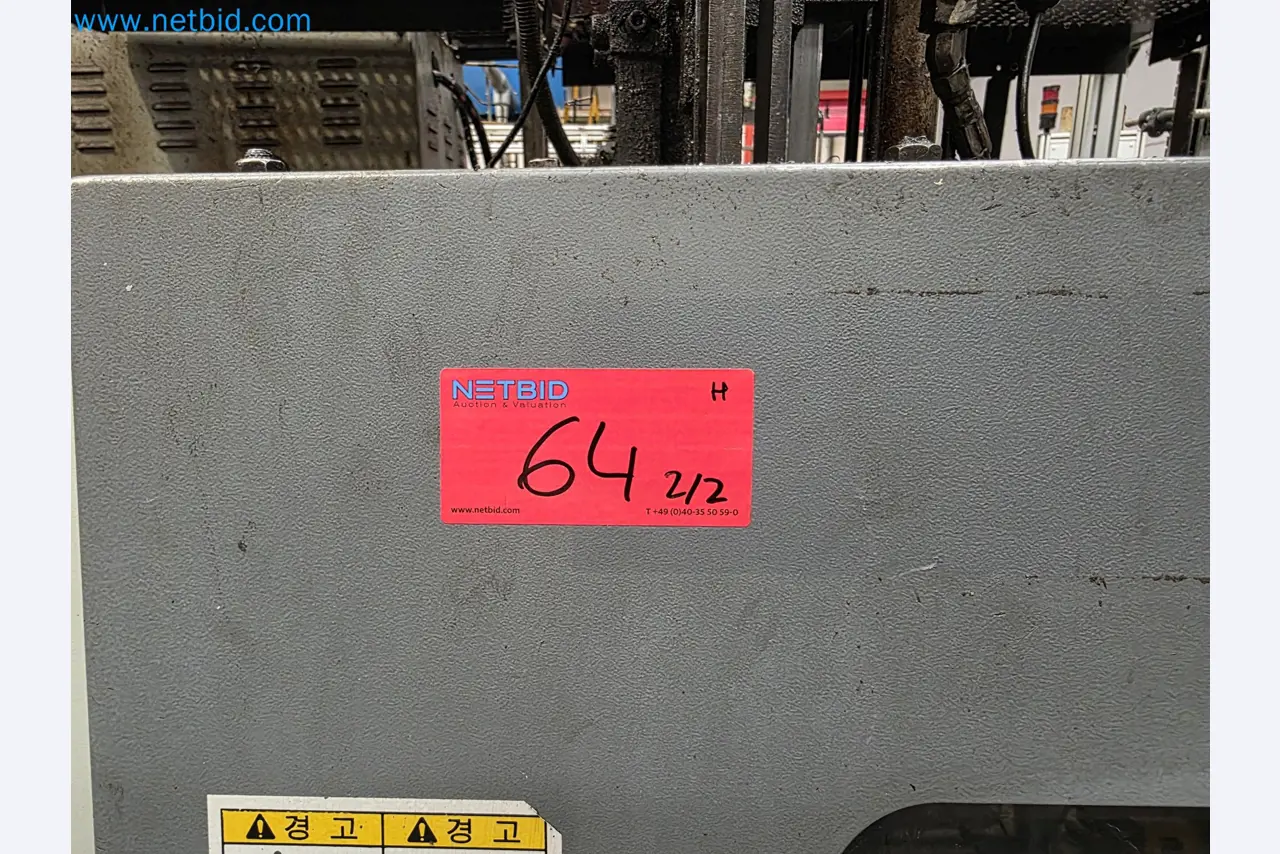 www.netbid.com
NETBID
H
Auction & Valuation
64 2/2
www.netbid.com
T +49 (0)40-35 50 59-0
경고
경고